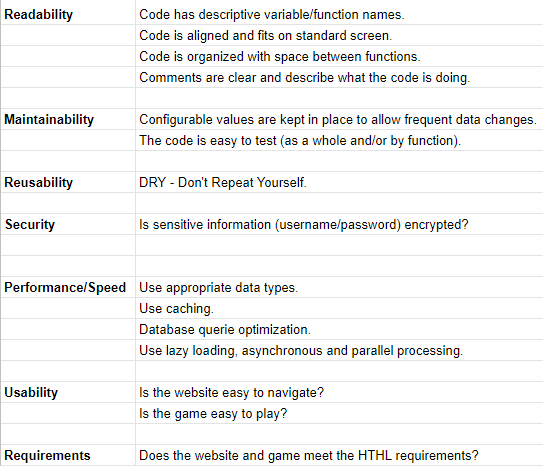 Readability Code has descriptive variable/function names.
Code is aligned and fits on standard screen.
Code is organized with space between functions.
Comments are clear and describe what the code is doing.
Maintainability Configurable values are kept in place to allow frequent data changes.
The code is easy to test (as a whole and/or by function).
Reusability DRY - Don't Repeat Yourself.
Security Is sensitive information (username/password) encrypted?
Performance/Speed Use appropriate data types.
Use caching.
Database querie optimization.
Use lazy loading, asynchronous and parallel processing.
Usability Is the website easy to navigate?
Is the game easy to play?
Requirements Does the website and game meet the HTHL requirements?